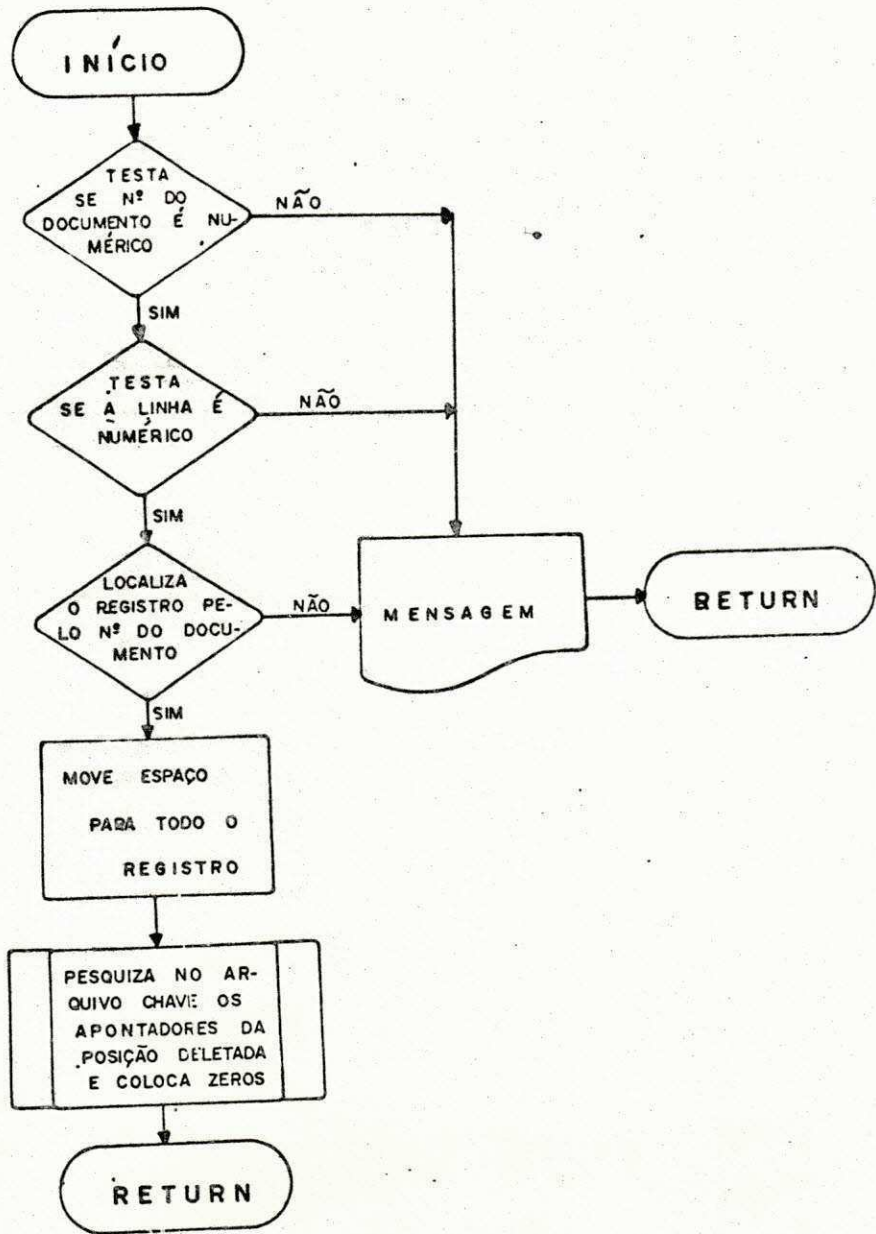 INÍCIO
TESTA
SE Nº DO
DOCUMENTO É NU-
MÉRICO
NÃO
SIM
TESTA
SE A LINHA É
NUMÉRICO
NÃO
SIM
LOCALIZA
O REGISTRO PE-
LO Nº DO DOCU-
MENTO
NÃO
MENSAGEM
RETURN
SIM
MOVE ESPAÇO
PARA TODO O
REGISTRO
PESQUIZA NO AR-
QUIVO CHAVE OS
APONTADORES DA
POSIÇÃO DELETADA
E COLOCA ZEROS
RETURN